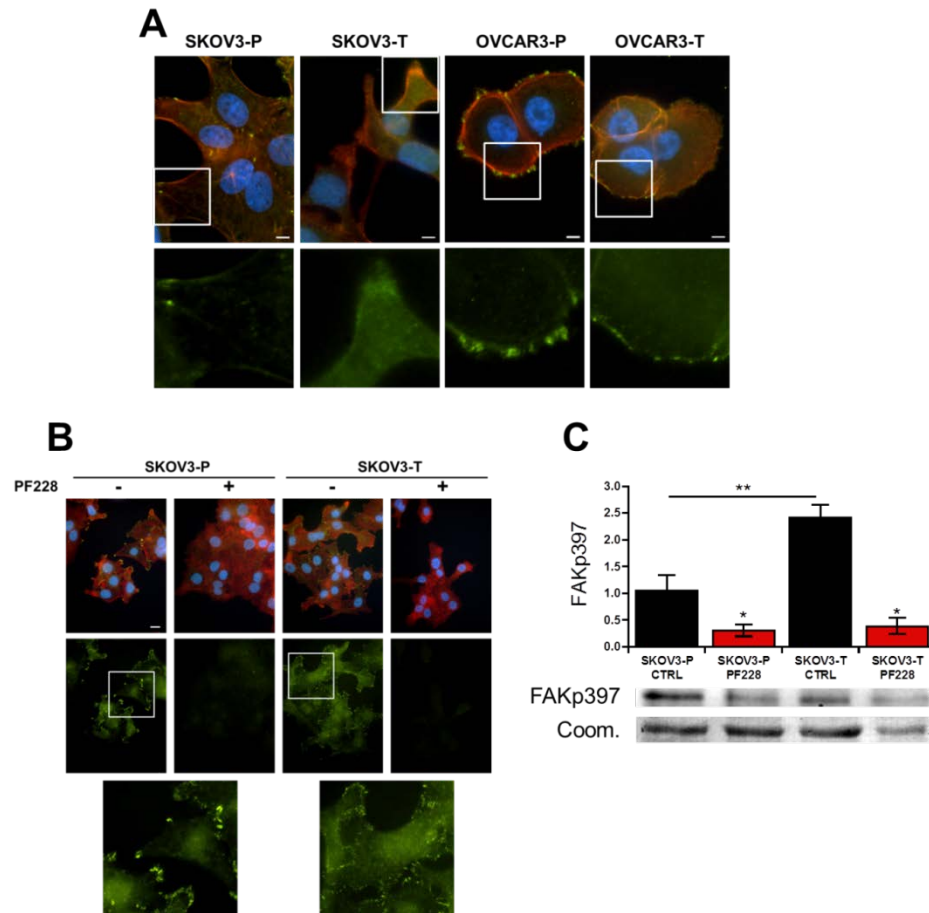 A
SKOV3-P SKOV3-T OVCAR3-P OVCAR3-T
B
SKOV3-P SKOV3-T
PF228 - + - +
C
**
3.0
2.5
2.0
1.5
1.0
0.5
0.0
FAKp397
* *
SKOV3-P SKOV3-P SKOV3-T SKOV3-T
CTRL PF228 CTRL PF228
FAKp397
Coom.